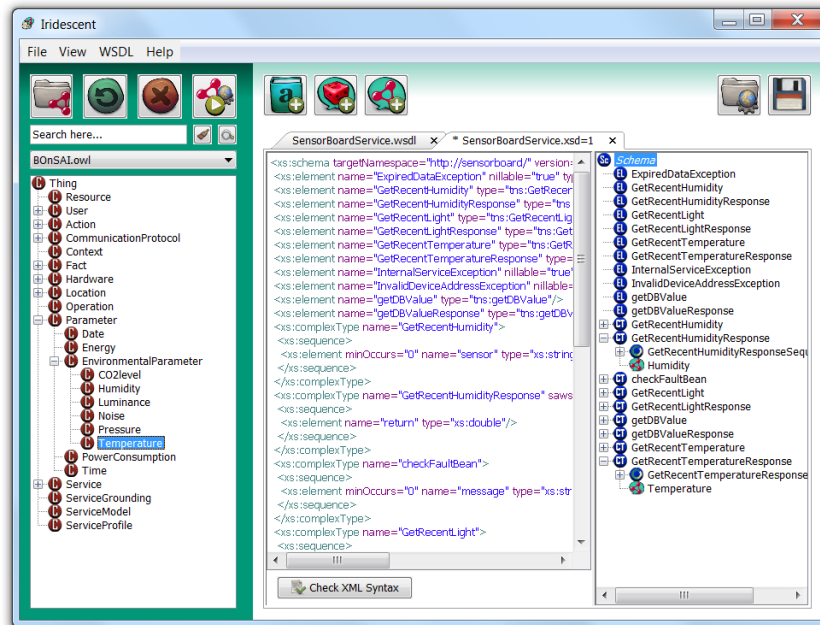 Iridescent
File View WSDL Help
Search here...
BOnSAI.owl
Thing
Resource
User
Action
CommunicationProtocol
Context
Fact
Hardware
Location
Operation
Parameter
Date
Energy
EnvironmentalParameter
CO2level
Humidity
Luminance
Noise
Pressure
Temperature
PowerConsumption
Time
Service
ServiceGrounding
ServiceModel
ServiceProfile
SensorBoardService.wsdl
* SensorBoardService.xsd=1
<xs:schema targetNamespace="http://sensorboard/" version=
<xs:element name="ExpiredDataException" nillable="true" typ
<xs:element name="GetRecentHumidity" type="tns:GetRecen
<xs:element name="GetRecentHumidityResponse" type="tns
<xs:element name="GetRecentLight" type="tns:GetRecentLig
<xs:element name="GetRecentLightResponse" type="tns:Get
<xs:element name="GetRecentTemperature" type="tns:GetR
<xs:element name="GetRecentTemperatureResponse" type=
<xs:element name="InternalServiceException" nillable="true"
<xs:element name="InvalidDeviceAddressException" nillable=
<xs:element name="getDBValue" type="tns:getDBValue"/>
<xs:element name="getDBValueResponse" type="tns:getDBV
<xs:complexType name="GetRecentHumidity">
<xs:sequence>
<xs:element minOccurs="0" name="sensor" type="xs:string
</xs:sequence>
</xs:complexType>
<xs:complexType name="GetRecentHumidityResponse" saws
<xs:sequence>
<xs:element name="return" type="xs:double"/>
</xs:sequence>
</xs:complexType>
<xs:complexType name="checkFaultBean">
<xs:sequence>
<xs:element minOccurs="0" name="message" type="xs:str
</xs:sequence>
</xs:complexType>
<xs:complexType name="GetRecentLight">
<xs:sequence>
Check XML Syntax
Schema
ExpiredDataException
GetRecentHumidity
GetRecentHumidityResponse
GetRecentLight
GetRecentLightResponse
GetRecentTemperature
GetRecentTemperatureResponse
InternalServiceException
InvalidDeviceAddressException
getDBValue
getDBValueResponse
GetRecentHumidity
GetRecentHumidityResponse
GetRecentHumidityResponseSequ
Humidity
checkFaultBean
GetRecentLight
GetRecentLightResponse
getDBValue
getDBValueResponse
GetRecentTemperature
GetRecentTemperatureResponse
GetRecentTemperatureResponse
Temperature